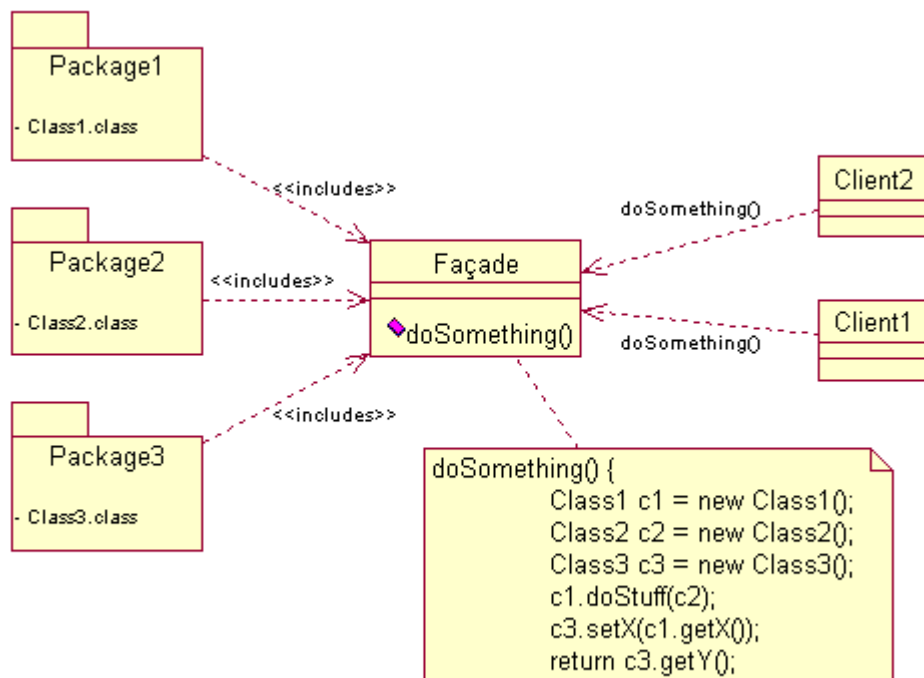 Package1
- Class1.class
<<includes>>
Client2
doSomething()
Package2
- Class2.class
<<includes>>
Façade
doSomething()
Client1
doSomething()
Package3
- Class3.class
<<includes>>
doSomething() {
Class1 c1 = new Class1();
Class2 c2 = new Class2();
Class3 c3 = new Class3();
c1.doStuff(c2);
c3.setX(c1.getX());
return c3.getY();